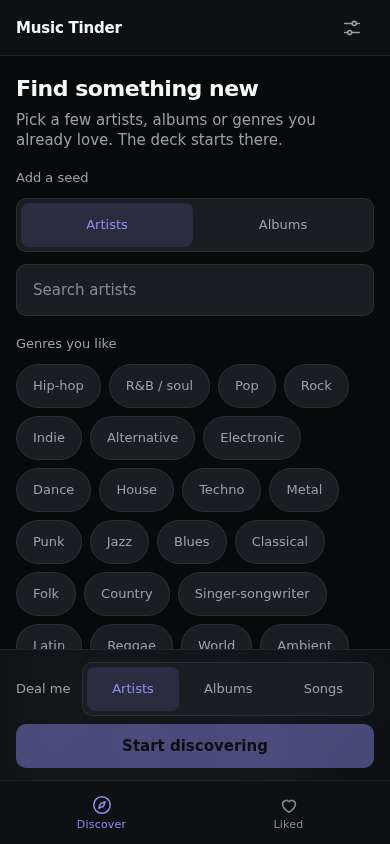 Music Tinder
Find something new
Pick a few artists, albums or genres you
already love. The deck starts there.
Add a seed
Artists Albums
Search artists
Genres you like
Hip-hop R&B / soul Pop Rock
Indie Alternative Electronic
Dance House Techno Metal
Punk Jazz Blues Classical
Folk Country Singer-songwriter
Latin Reggae World Ambient
Deal me Artists Albums Songs
Start discovering
Discover Liked